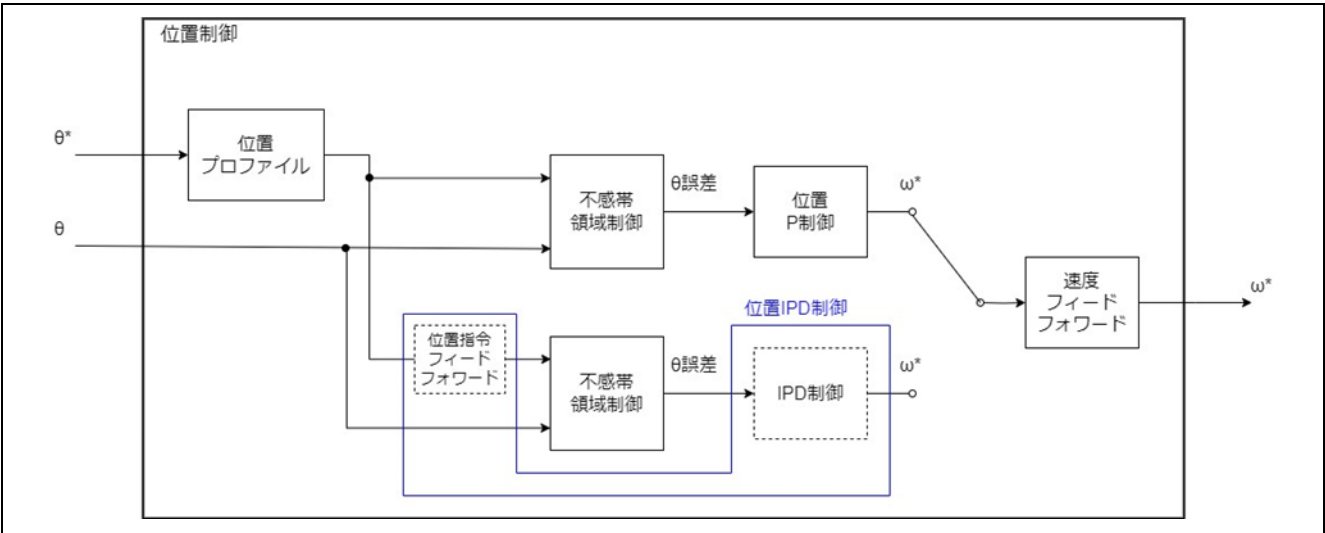 位置制御
θ*
位置
プロファイル
θ
不感帯
領域制御
θ誤差
位置
P制御
ω*
速度
フィード
フォワード
ω*
位置IPD制御
位置指令
フィード
フォワード
不感帯
領域制御
θ誤差
IPD制御
ω*